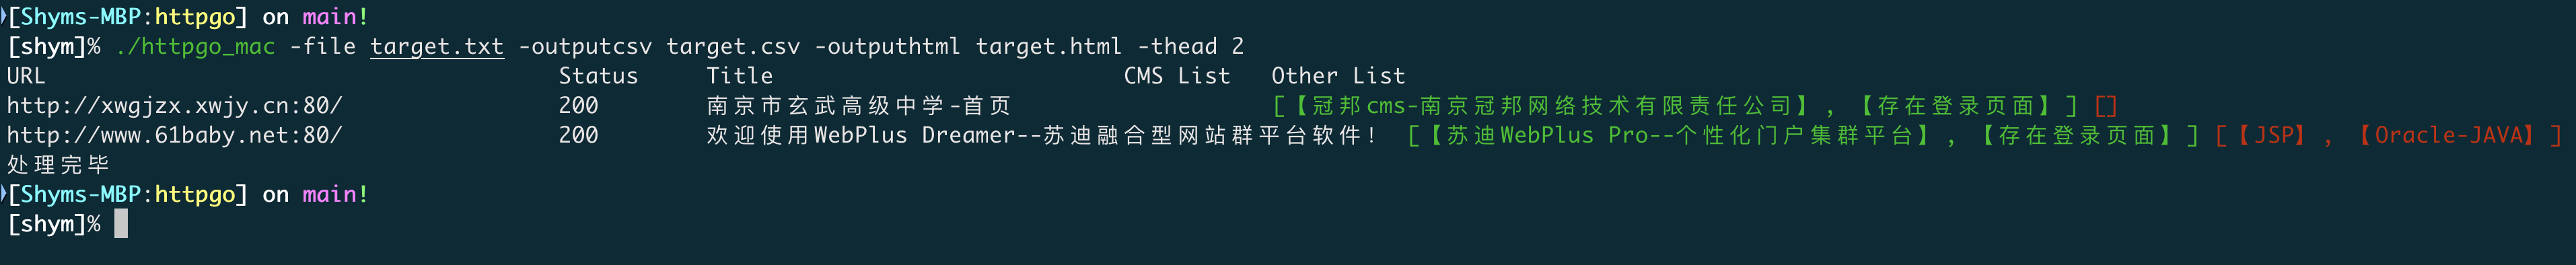 [Shyms-MBP:httpgo] on main!
[shym]% ./httpgo_mac -file target.txt -outputcsv target.csv -outputhtml target.html -thead 2
URL Status Title CMS List Other List
http://xwgjzx.xwjy.cn:80/ 200 南京市玄武高级中学-首页 [【冠邦cms-南京冠邦网络技术有限责任公司】, 【存在登录页面】] []
http://www.61baby.net:80/ 200 欢迎使用WebPlus Dreamer--苏迪融合型网站群平台软件! [【苏迪WebPlus Pro--个性化门户集群平台】, 【存在登录页面】] [【JSP】, 【Oracle-JAVA】]
处理完毕
[Shyms-MBP:httpgo] on main!
[shym]%